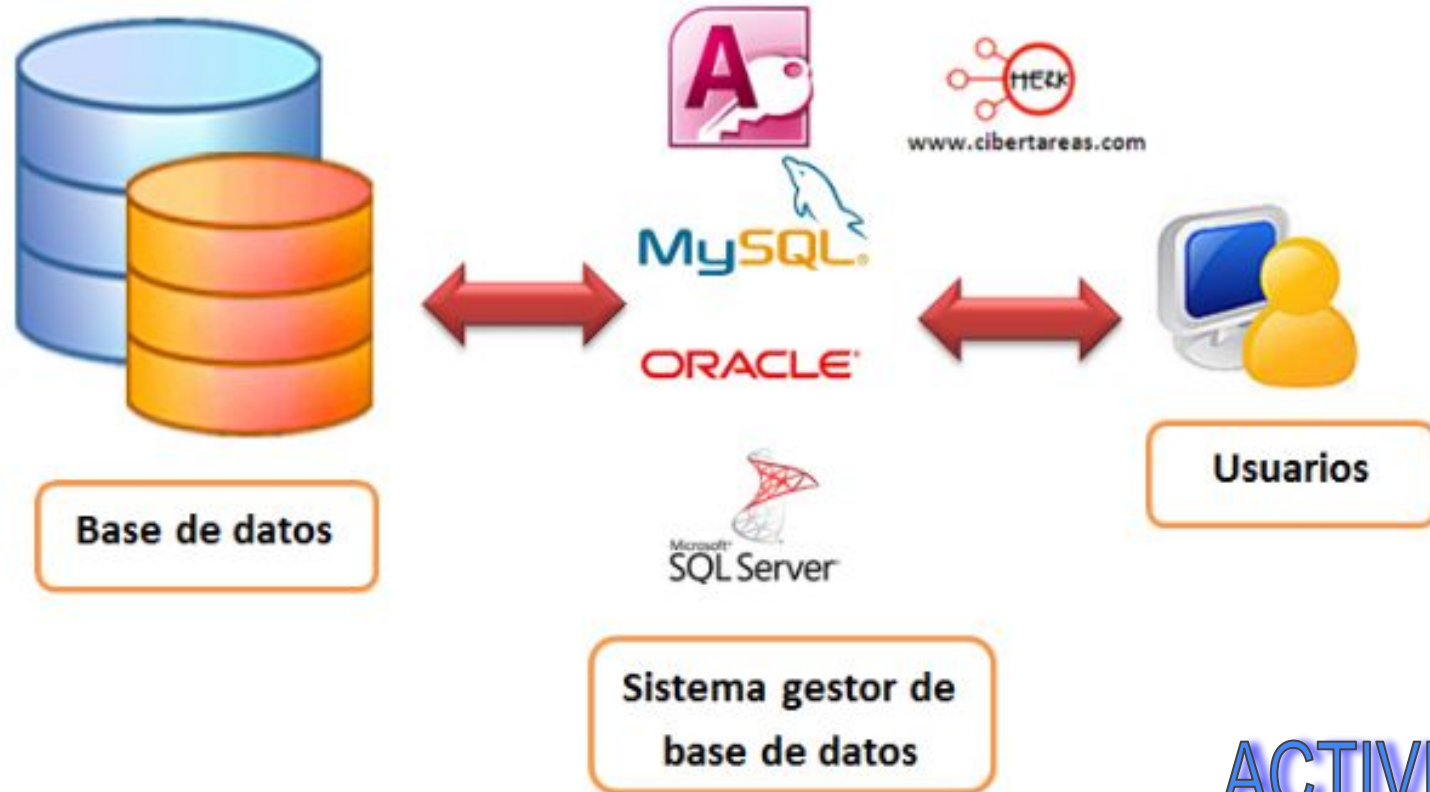 HERK
www.cibertareas.com
MySQL®
ORACLE®
Microsoft®
SQL Server®
Base de datos
Usuarios
Sistema gestor de
base de datos